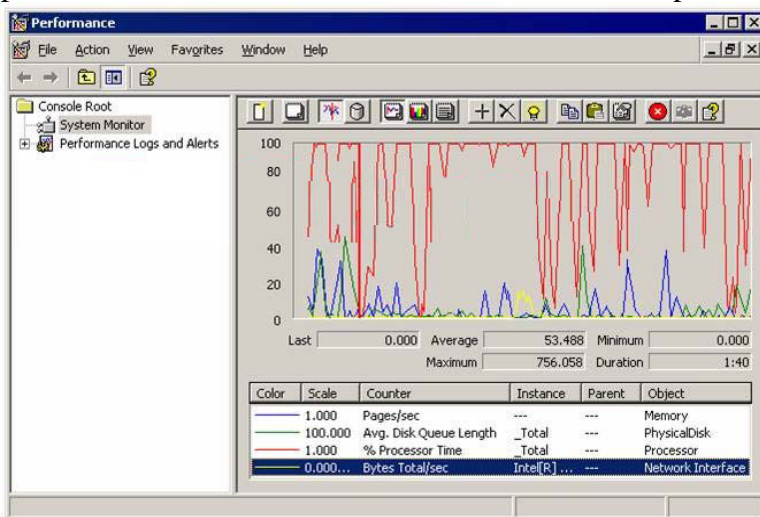 Performance
File Action View Favorites Window Help
Console Root
System Monitor
Performance Logs and Alerts
100
80
60
40
20
0
Last 0.000 Average 53.488 Minimum 0.000
Maximum 756.058 Duration 1:40
Color Scale Counter Instance Parent Object
1.000 Pages/sec --- --- Memory
100.000 Avg. Disk Queue Length _Total --- PhysicalDisk
1.000 % Processor Time _Total --- Processor
0.000... Bytes Total/sec Intel[R] ... --- Network Interface